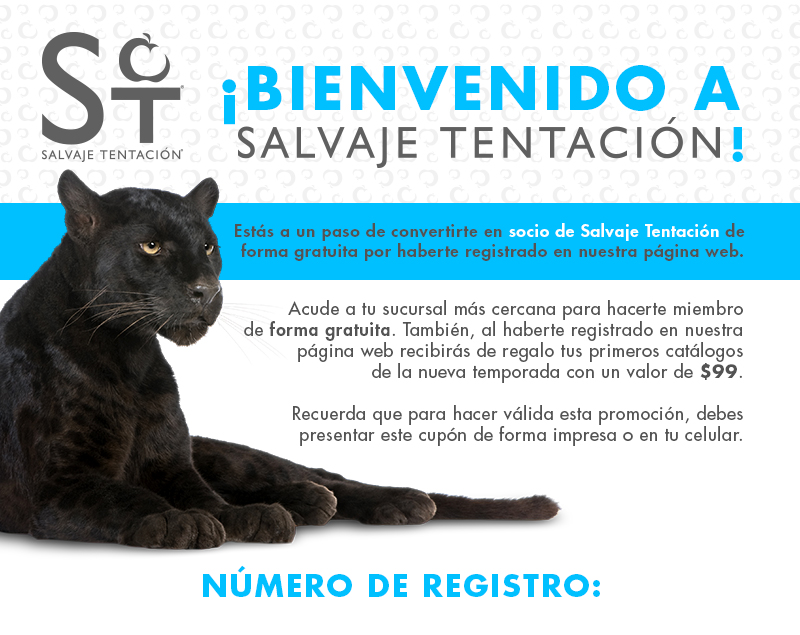 ST
SALVAJE TENTACIÓN®
¡BIENVENIDO A
SALVAJE TENTACIÓN!
Estás a un paso de convertirte en socio de Salvaje Tentación de
forma gratuita por haberte registrado en nuestra página web.
Acude a tu sucursal más cercana para hacerte miembro
de forma gratuita. También, al haberte registrado en nuestra
página web recibirás de regalo tus primeros catálogos
de la nueva temporada con un valor de $99.
Recuerda que para hacer válida esta promoción, debes
presentar este cupón de forma impresa o en tu celular.
NÚMERO DE REGISTRO: